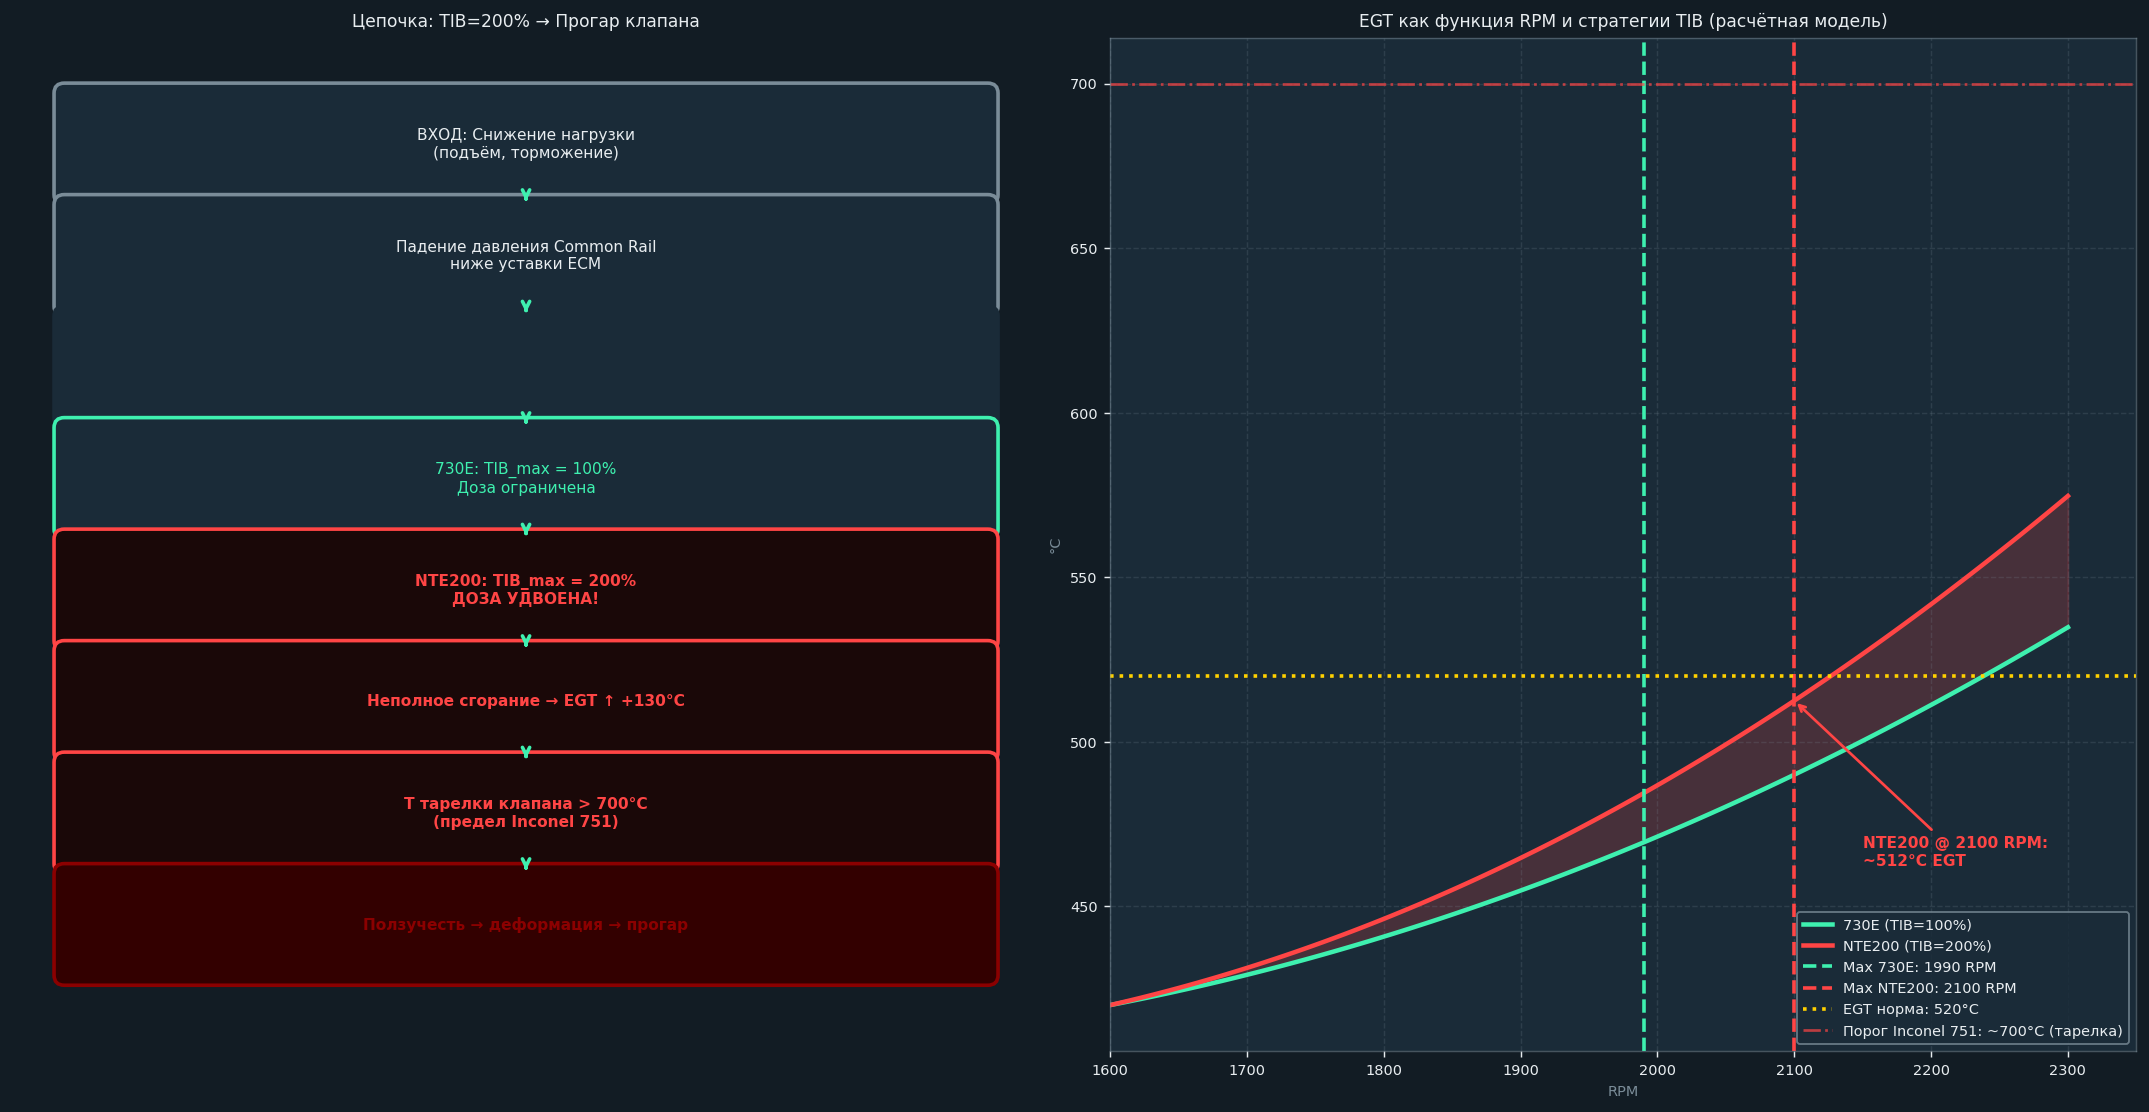 Цепочка: TIB=200% → Прогар клапана
ВХОД: Снижение нагрузки
(подъём, торможение)
Падение давления Common Rail
ниже уставки ECM
730E: TIB_max = 100%
Доза ограничена
NTE200: TIB_max = 200%
ДОЗА УДВОЕНА!
Неполное сгорание → EGT ↑ +130°C
Т тарелки клапана > 700°C
(предел Inconel 751)
Ползучесть → деформация → прогар
EGT как функция RPM и стратегии TIB (расчётная модель)
700
650
600
550
500
450
°C
NTE200 @ 2100 RPM:
~512°C EGT
730E (TIB=100%)
NTE200 (TIB=200%)
Max 730E: 1990 RPM
Max NTE200: 2100 RPM
EGT норма: 520°C
Порог Inconel 751: ~700°C (тарелка)
1600 1700 1800 1900 2000 2100 2200 2300
RPM